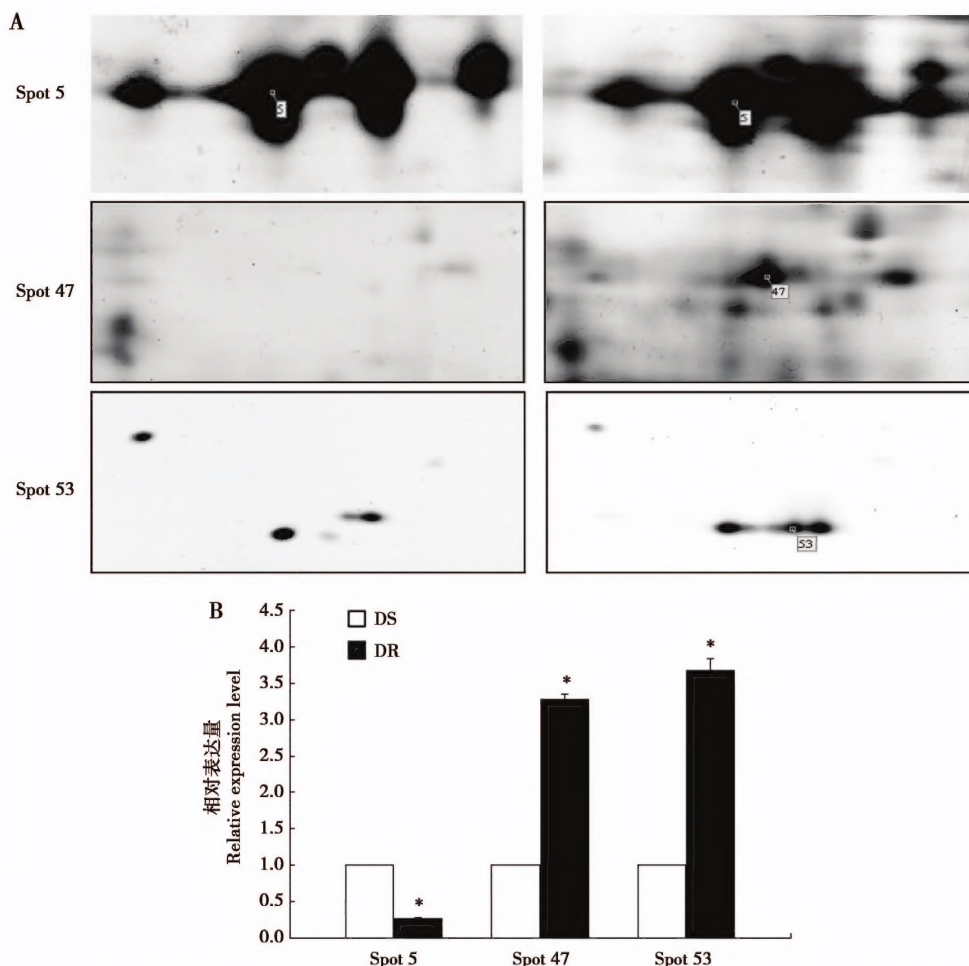 A
Spot 5
5
5
Spot 47
47
Spot 53
53
B
DS
DR
相对表达量
Relative expression level
4.5
4.0
3.5
3.0
2.5
2.0
1.5
1.0
0.5
0.0
*
*
*
Spot 5
Spot 47
Spot 53